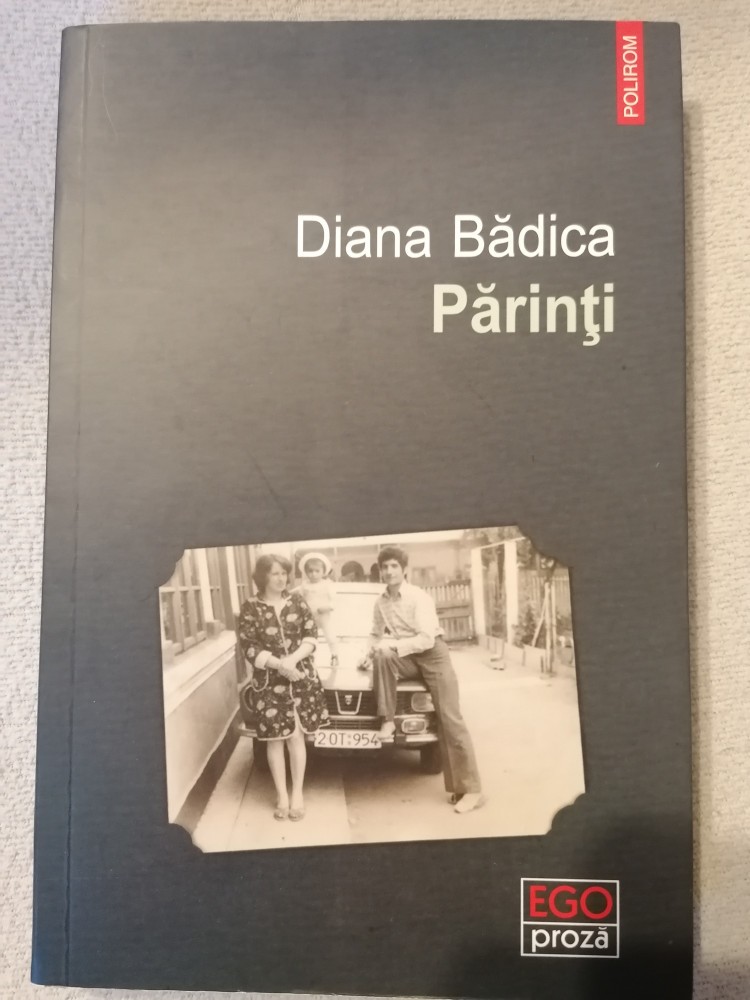 POLIROM
Diana Bădica
Părinţi
2 OT 954
EGO
proză